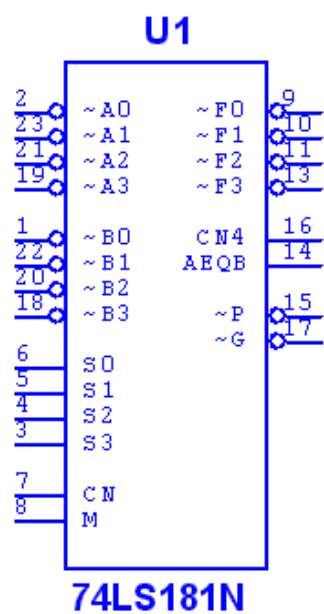 U1
2 ~A0 ~F0 9
23 ~A1 ~F1 10
21 ~A2 ~F2 11
19 ~A3 ~F3 13
1 ~B0 CN4 16
22 ~B1 AEQB 14
20 ~B2
18 ~B3 ~P 15
~G 17
6 S0
5 S1
4 S2
3 S3
7 CN
8 M
74LS181N